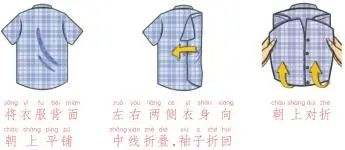 jiāng yī fu bèi miàn
将衣服背面
cháo shàng píng pū
朝上平铺
zuǒ yòu liǎng cè yī shēn xiàng
左右两侧衣身向
zhōng xiàn zhé dié xiù zi zhé huí
中线折叠.袖子折回
cháo shàng duì zhé
朝上对折